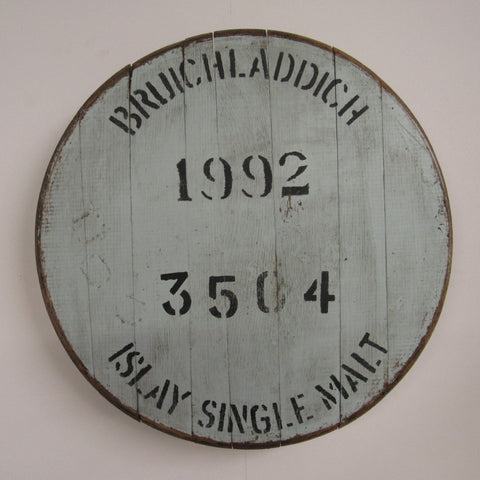 BRUICHLADDICH
1992
3504
ISLAY SINGLE MALT